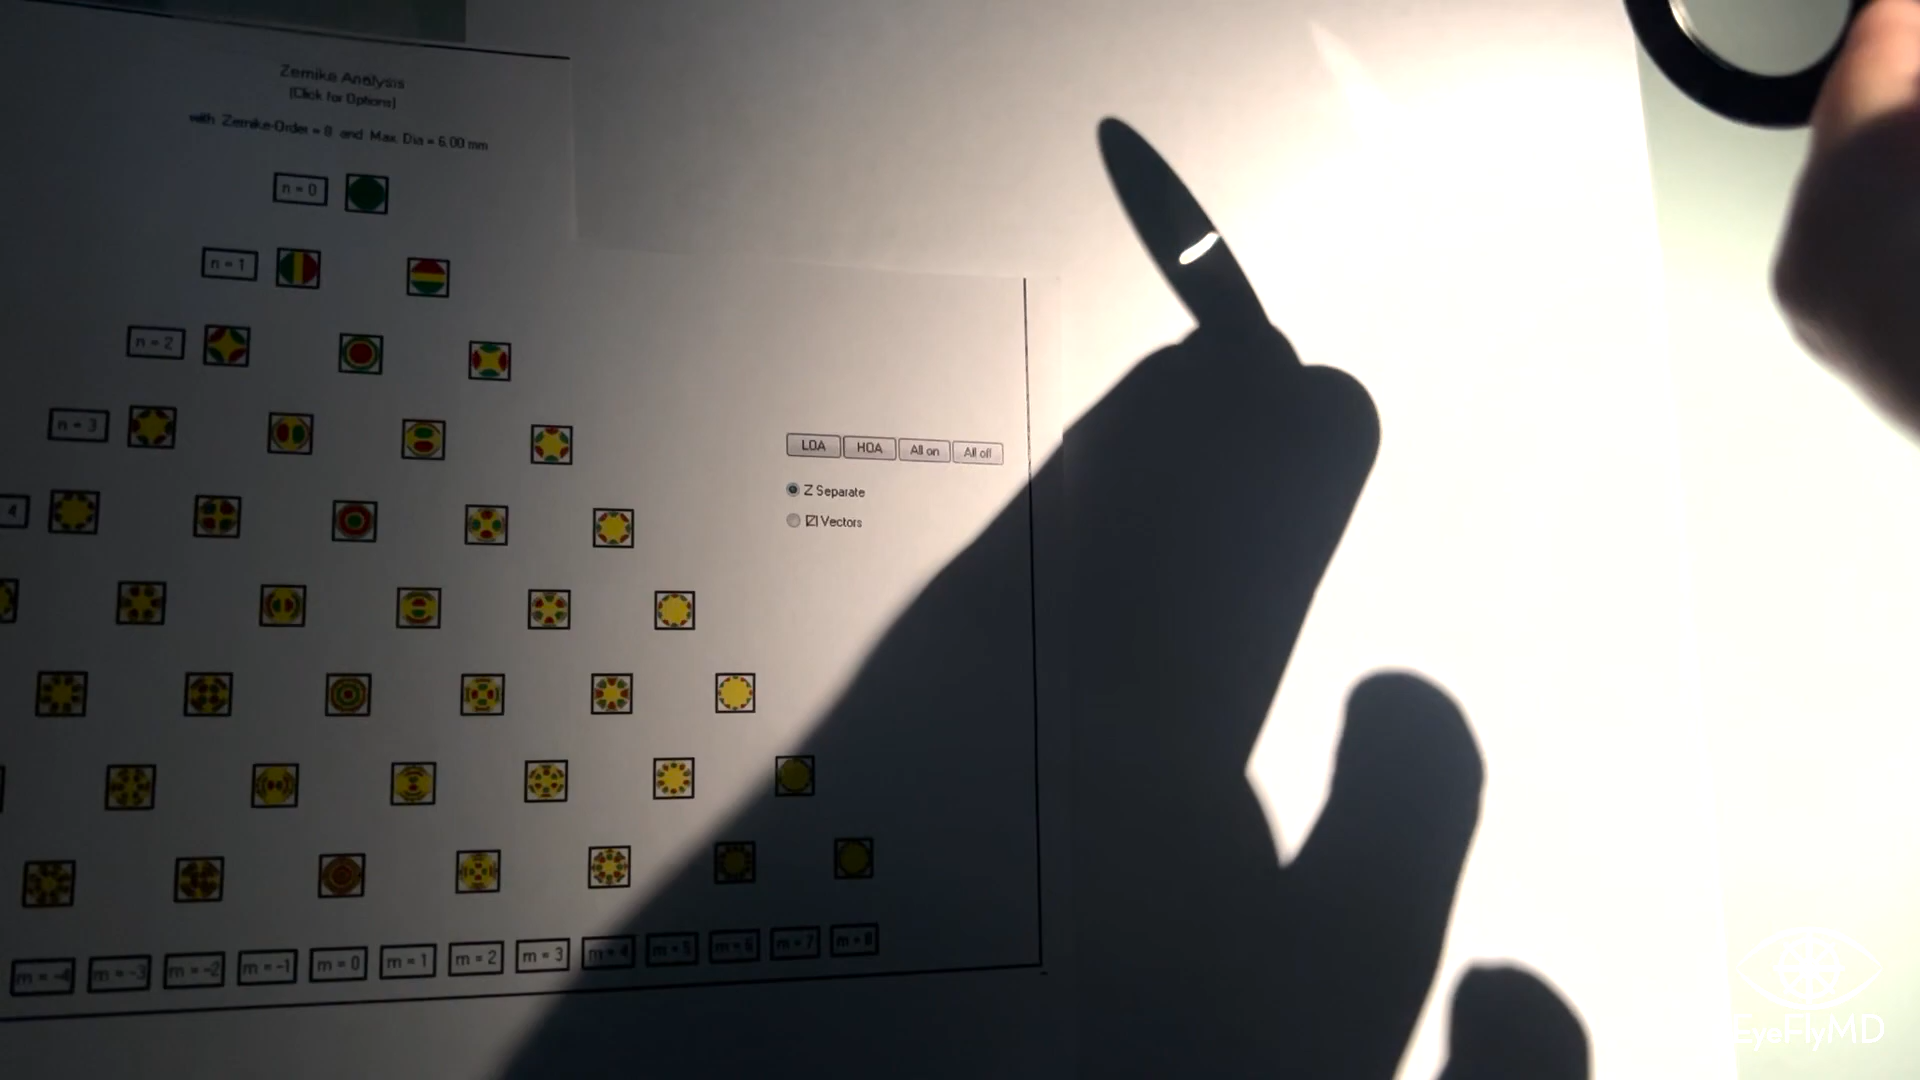 Zernike Analysis
(Click for Options)
with Zernike-Order = 8 and Max. Dia = 6.00 mm
n = 0
n = 1
n = 2
n = 3
4
LOA HOA All on All off
Z Separate
|Z| Vectors
m = -4 m = -3 m = -2 m = -1 m = 0 m = 1 m = 2 m = 3 m = 4 m = 5 m = 6 m = 7 m = 8
EyeFlyMD